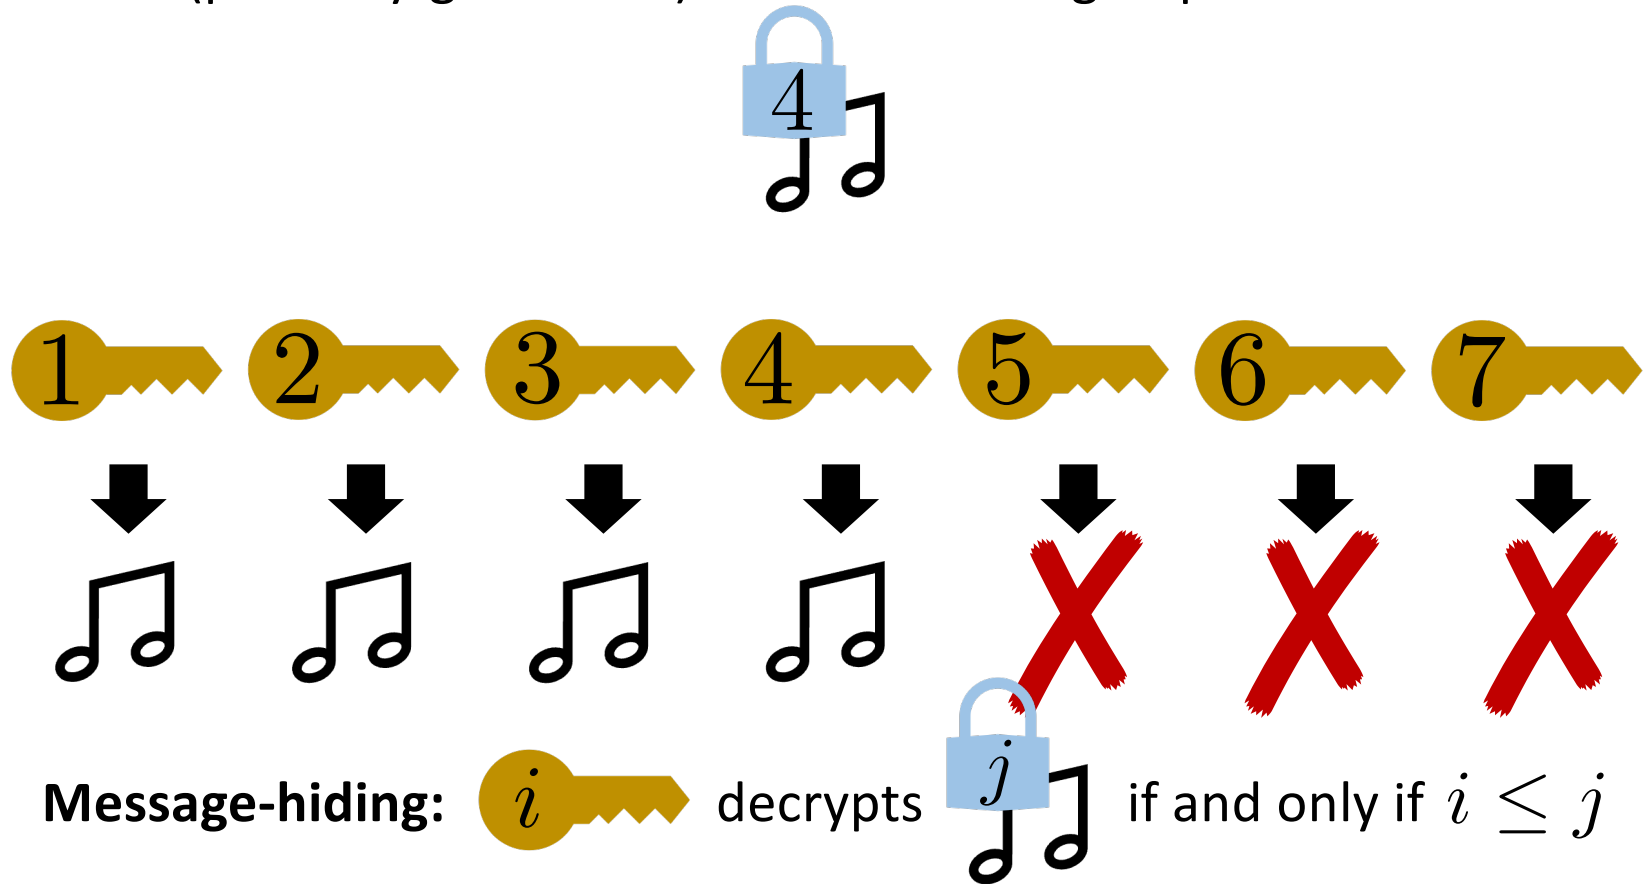 4
1 2 3 4 5 6 7
Message-hiding: i decrypts j if and only if i ≤ j